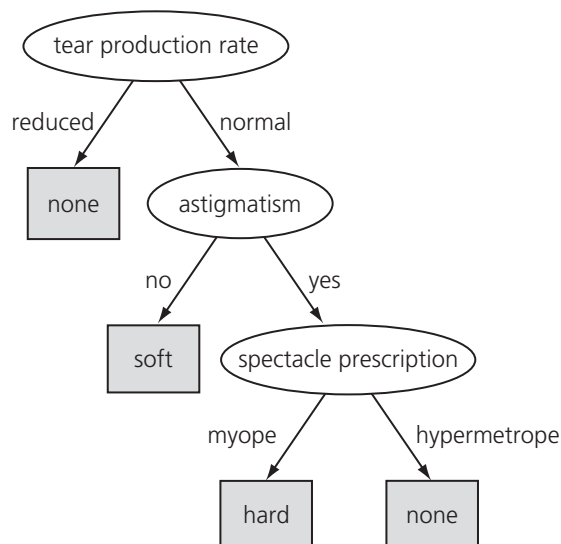 tear production rate
reduced
normal
none
astigmatism
no
yes
soft
spectacle prescription
myope
hypermetrope
hard
none